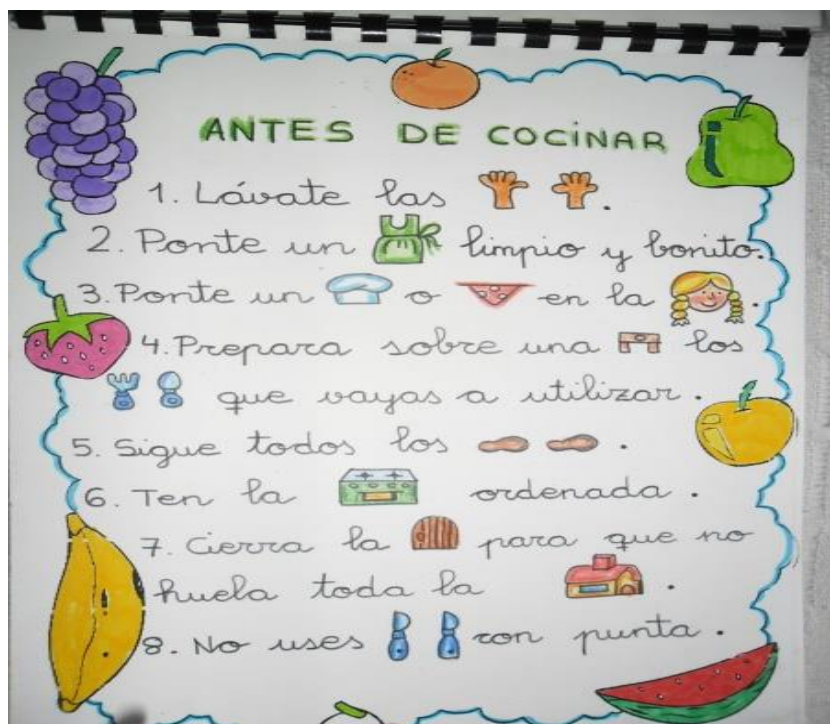 ANTES DE COCINAR
1. Lávate las .
2. Ponte un limpio y bonito.
3. Ponte un o en la .
4. Prepara sobre una los
que vayas a utilizar.
5. Sigue todos los .
6. Ten la ordenada.
7. Cierra la para que no
huela toda la .
8. No uses con punta.